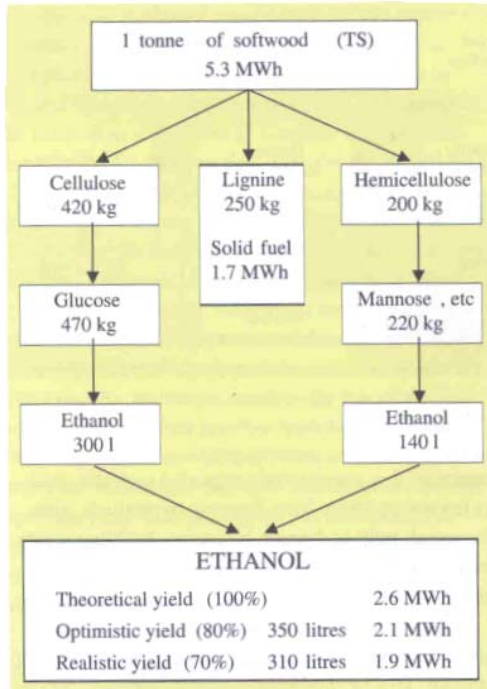 1 tonne of softwood (TS)
5.3 MWh
Cellulose
420 kg
Lignine
250 kg
Solid fuel
1.7 MWh
Hemicellulose
200 kg
Glucose
470 kg
Mannose , etc
220 kg
Ethanol
300 l
Ethanol
140 l
ETHANOL
Theoretical yield (100%) 2.6 MWh
Optimistic yield (80%) 350 litres 2.1 MWh
Realistic yield (70%) 310 litres 1.9 MWh